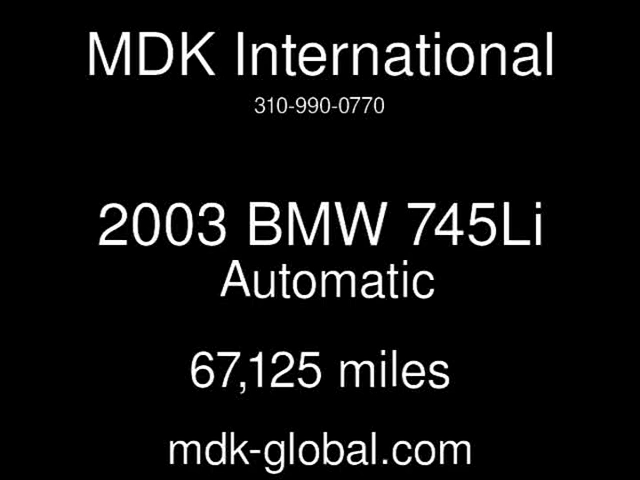 MDK International
310-990-0770
2003 BMW 745Li
Automatic
67,125 miles
mdk-global.com